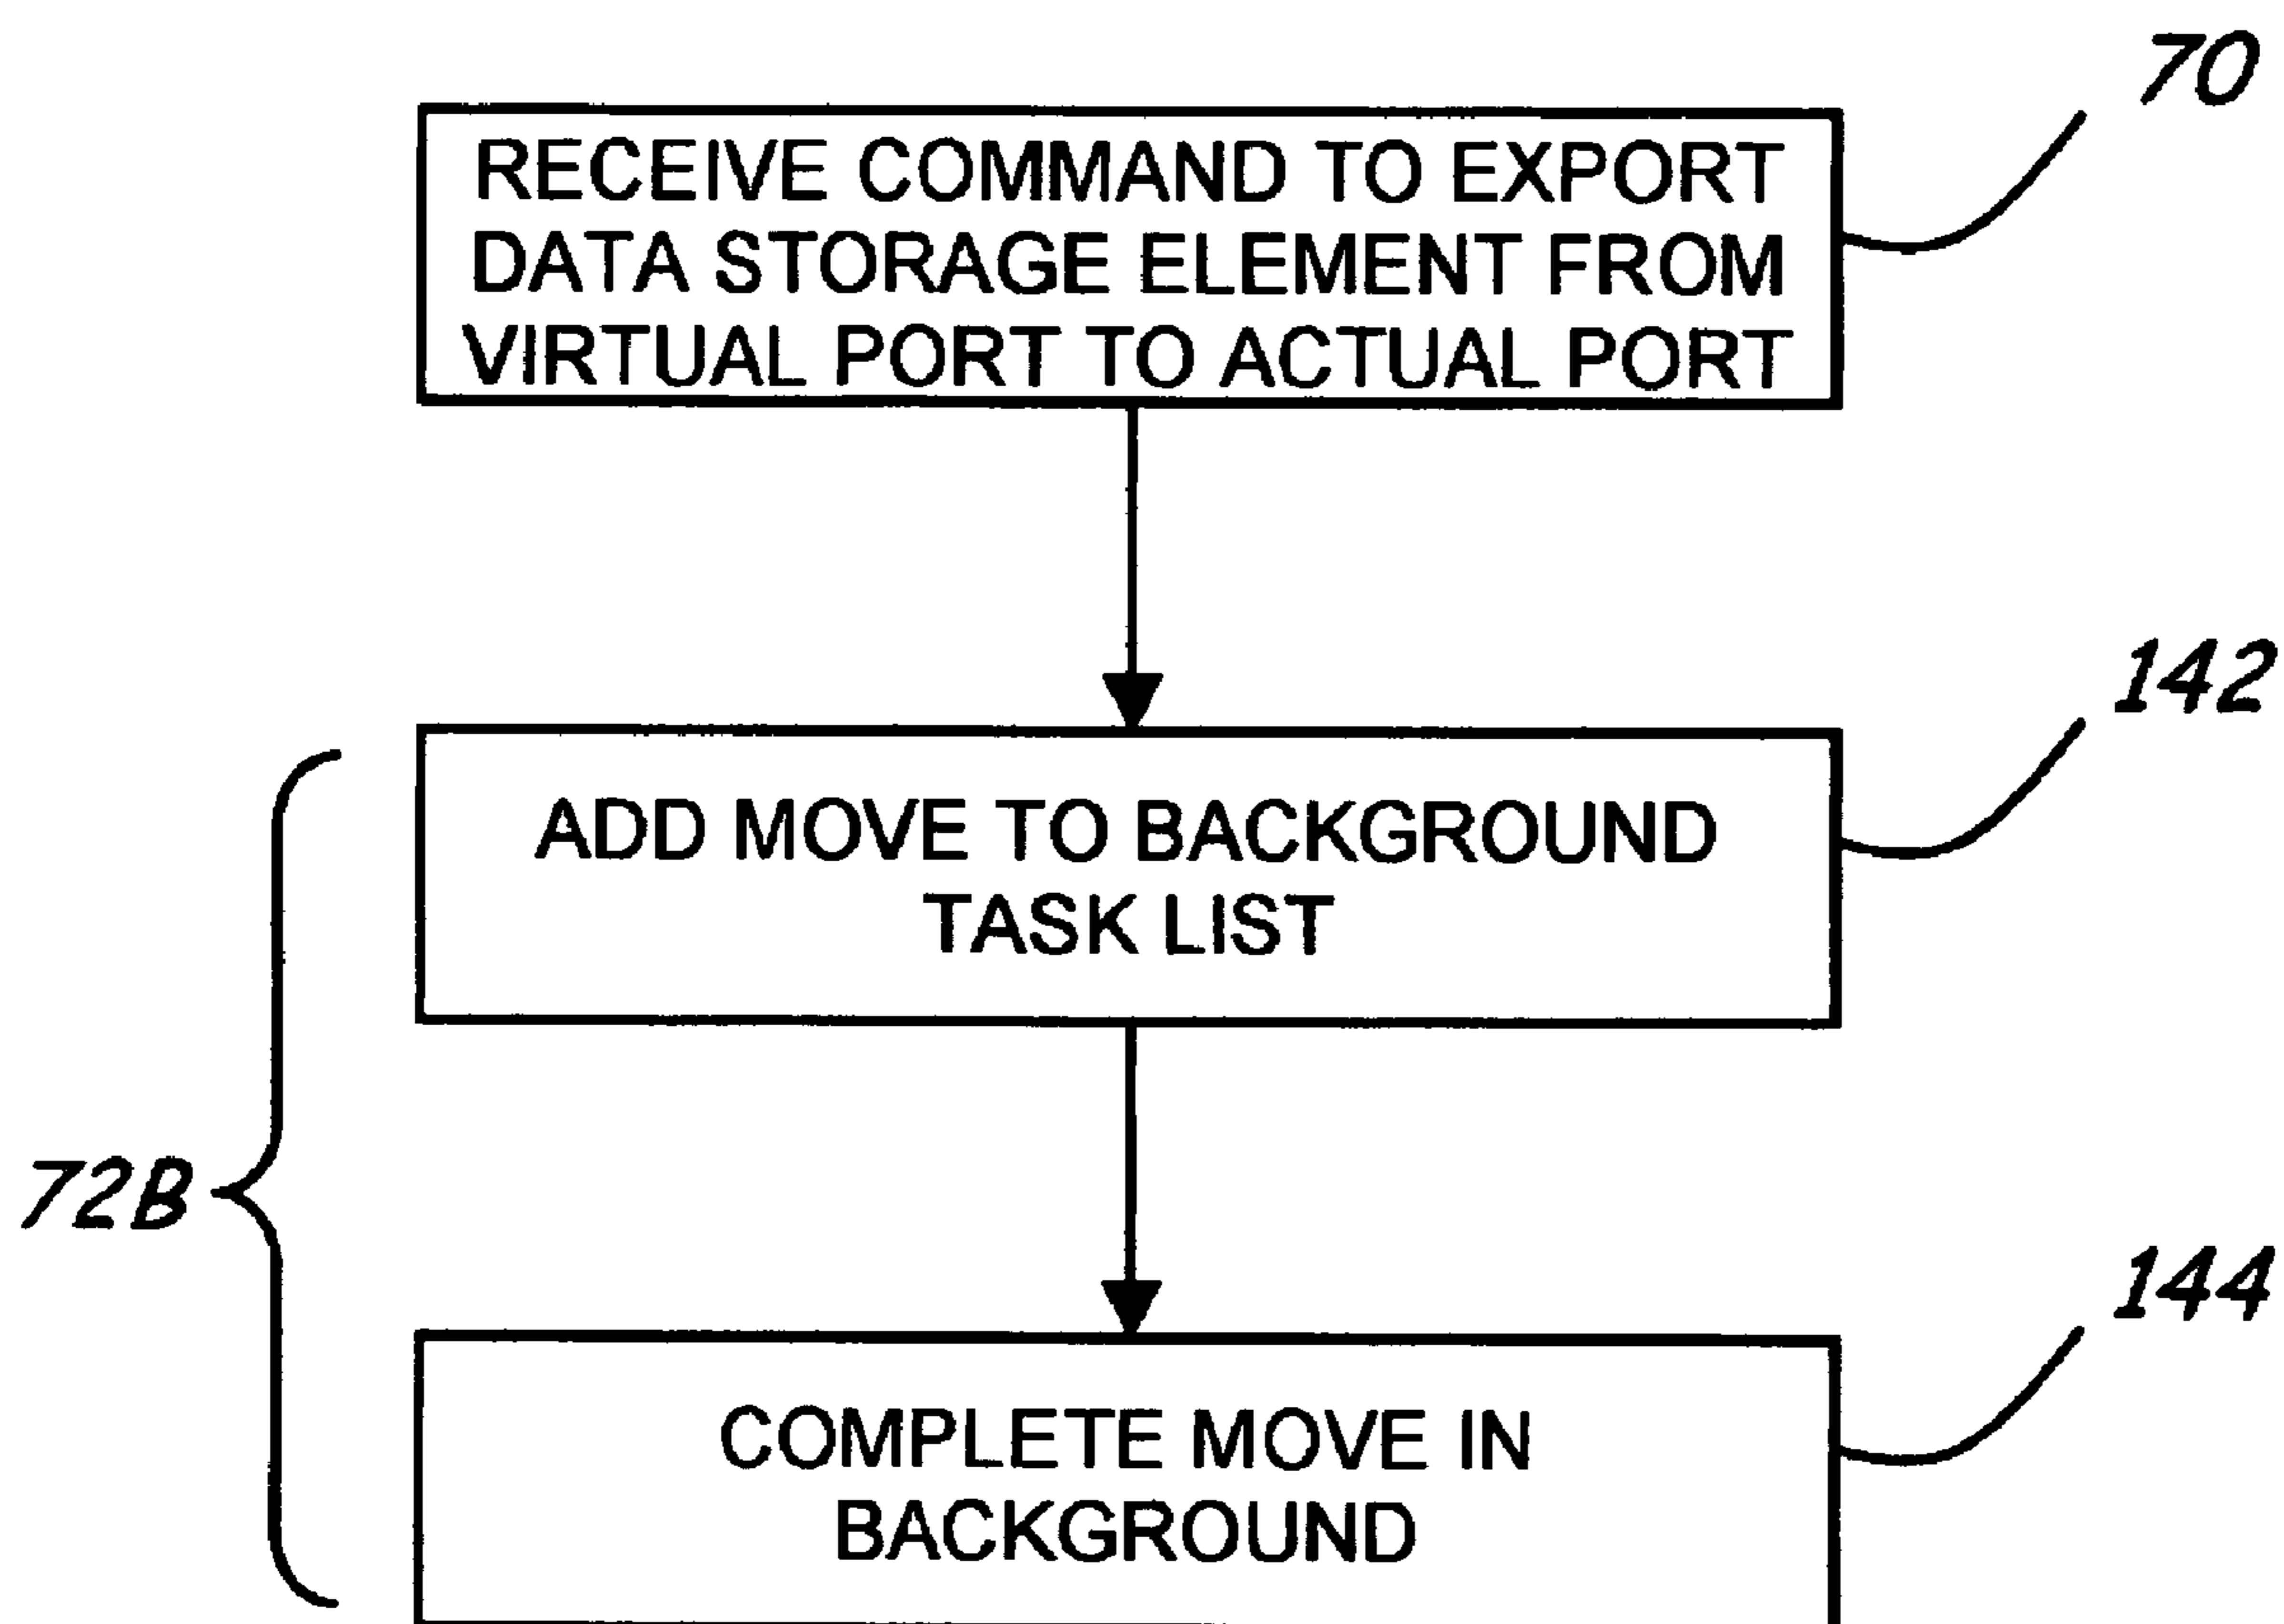 70
RECEIVE COMMAND TO EXPORT
DATA STORAGE ELEMENT FROM
VIRTUAL PORT TO ACTUAL PORT
142
ADD MOVE TO BACKGROUND
TASK LIST
72B
144
COMPLETE MOVE IN
BACKGROUND